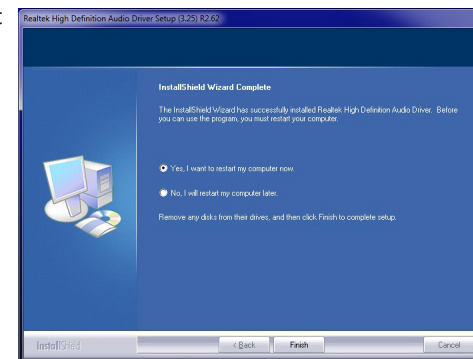 Realtek High Definition Audio Driver Setup (3.25) R2.62
InstallShield Wizard Complete
The InstallShield Wizard has successfully installed Realtek High Definition Audio Driver. Before
you can use the program, you must restart your computer.
Yes, I want to restart my computer now.
No, I will restart my computer later.
Remove any disks from their drives, and then click Finish to complete setup.
InstallShield
< Back
Finish
Cancel